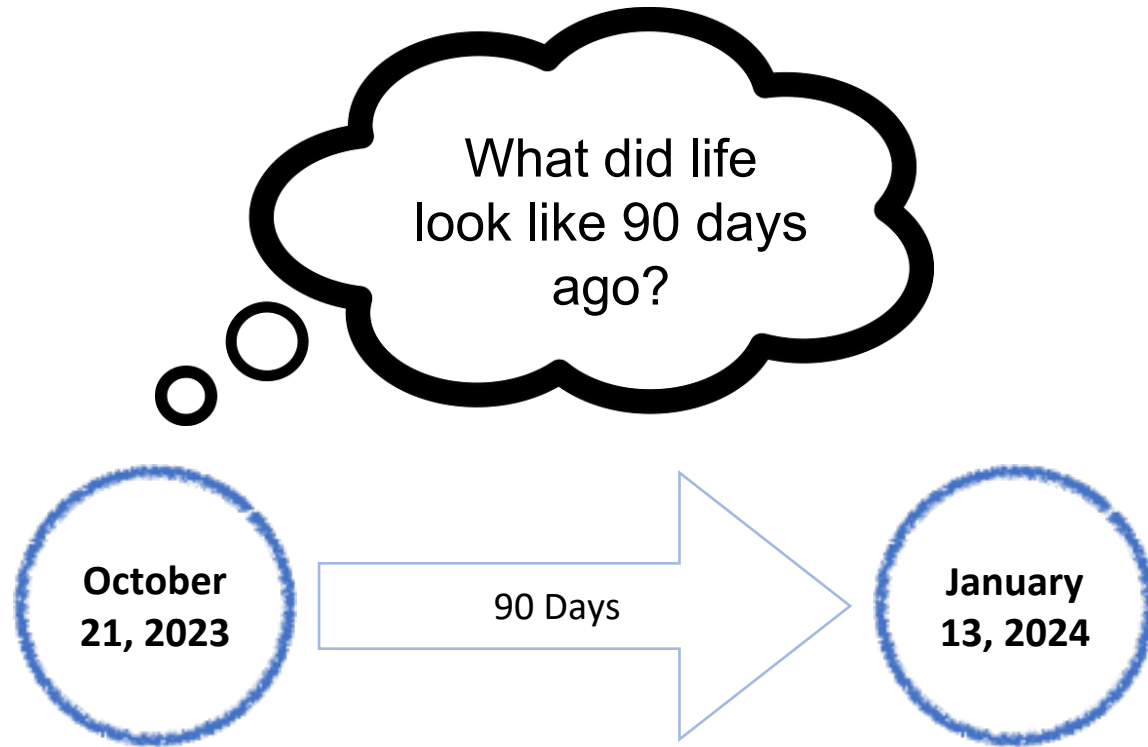 What did life
look like 90 days
ago?
October
21, 2023
90 Days
January
13, 2024